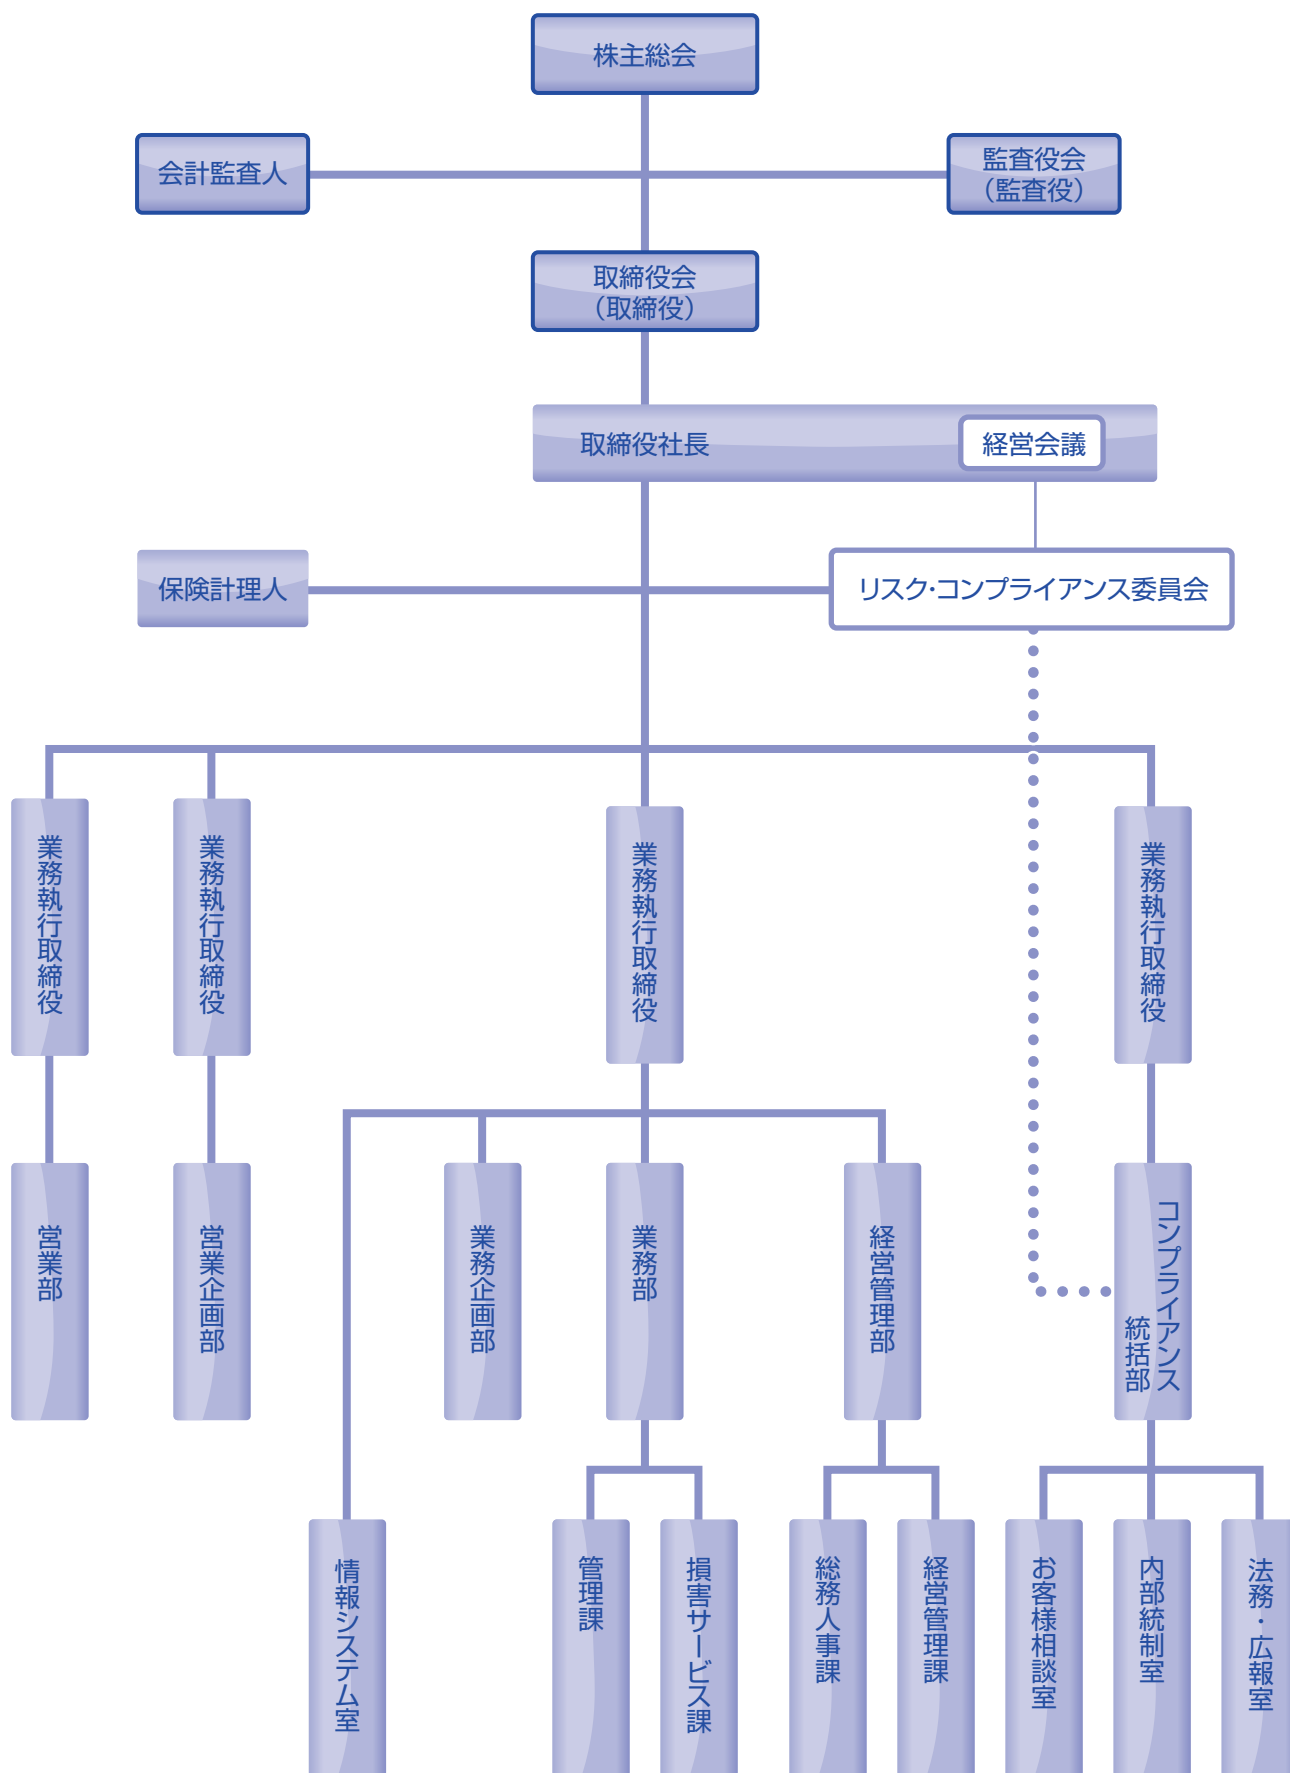 株主総会
会計監査人
監査役会
（監査役）
取締役会
（取締役）
取締役社長
経営会議
保険計理人
リスク・コンプライアンス委員会
業務執行取締役
業務執行取締役
業務執行取締役
業務執行取締役
営業部
営業企画部
業務企画部
業務部
経営管理部
コンプライアンス
統括部
情報システム室
管理課
損害サービス課
総務人事課
経営管理課
お客様相談室
内部統制室
法務・広報室